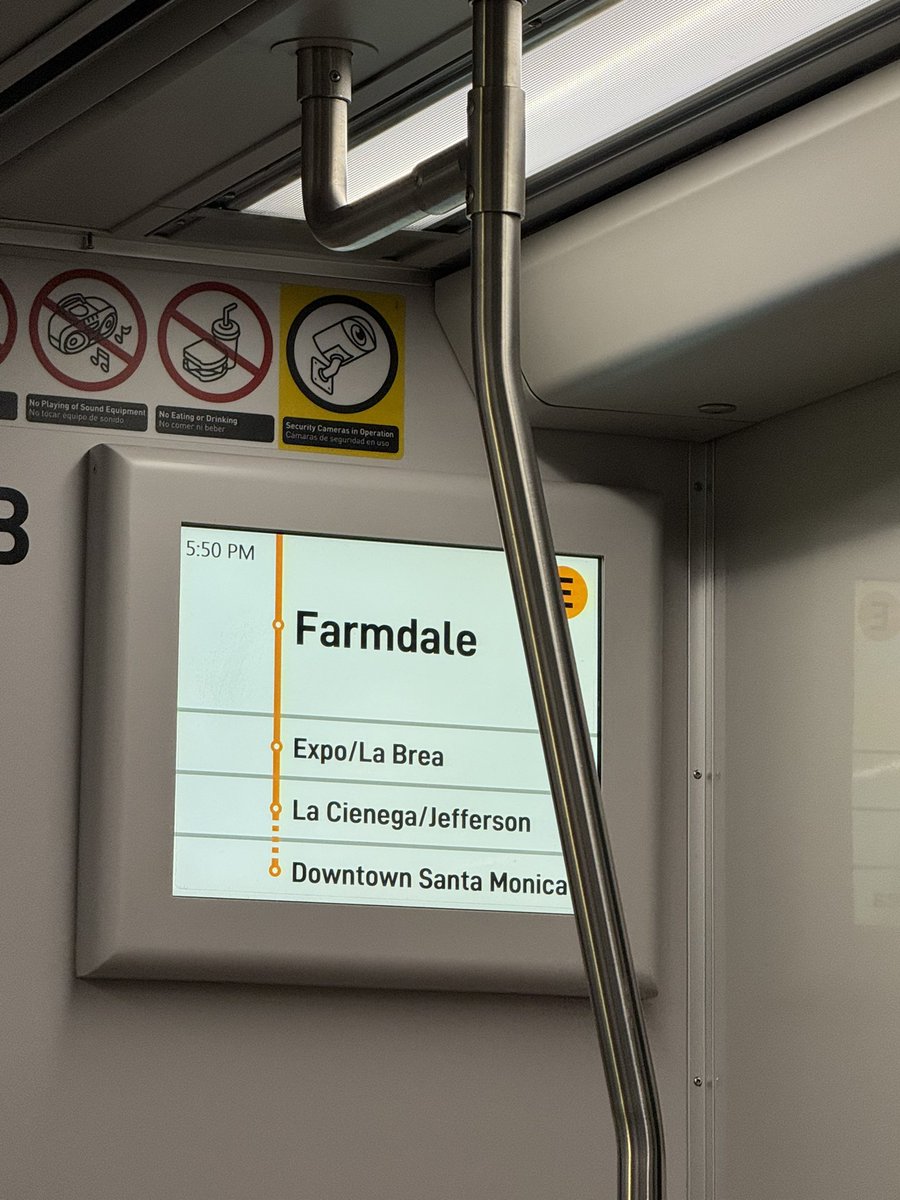 No Playing of Sound Equipment
No tocar equipo de sonido
No Eating or Drinking
No comer ni beber
Security Cameras in Operation
Cámaras de seguridad en uso
B
5:50 PM
E
Farmdale
Expo/La Brea
La Cienega/Jefferson
Downtown Santa Monica